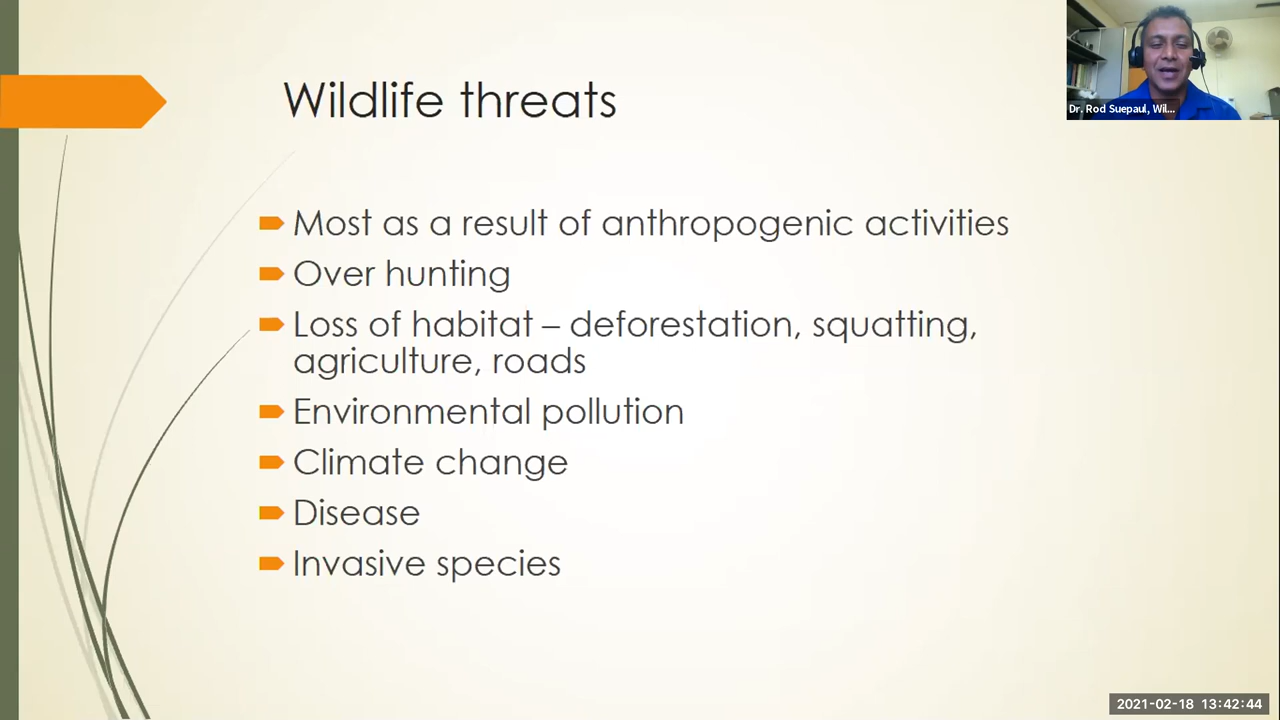 Wildlife threats
Dr. Rod Suepaul, Wil...
Most as a result of anthropogenic activities
Over hunting
Loss of habitat – deforestation, squatting,
agriculture, roads
Environmental pollution
Climate change
Disease
Invasive species
2021-02-18 13:42:44